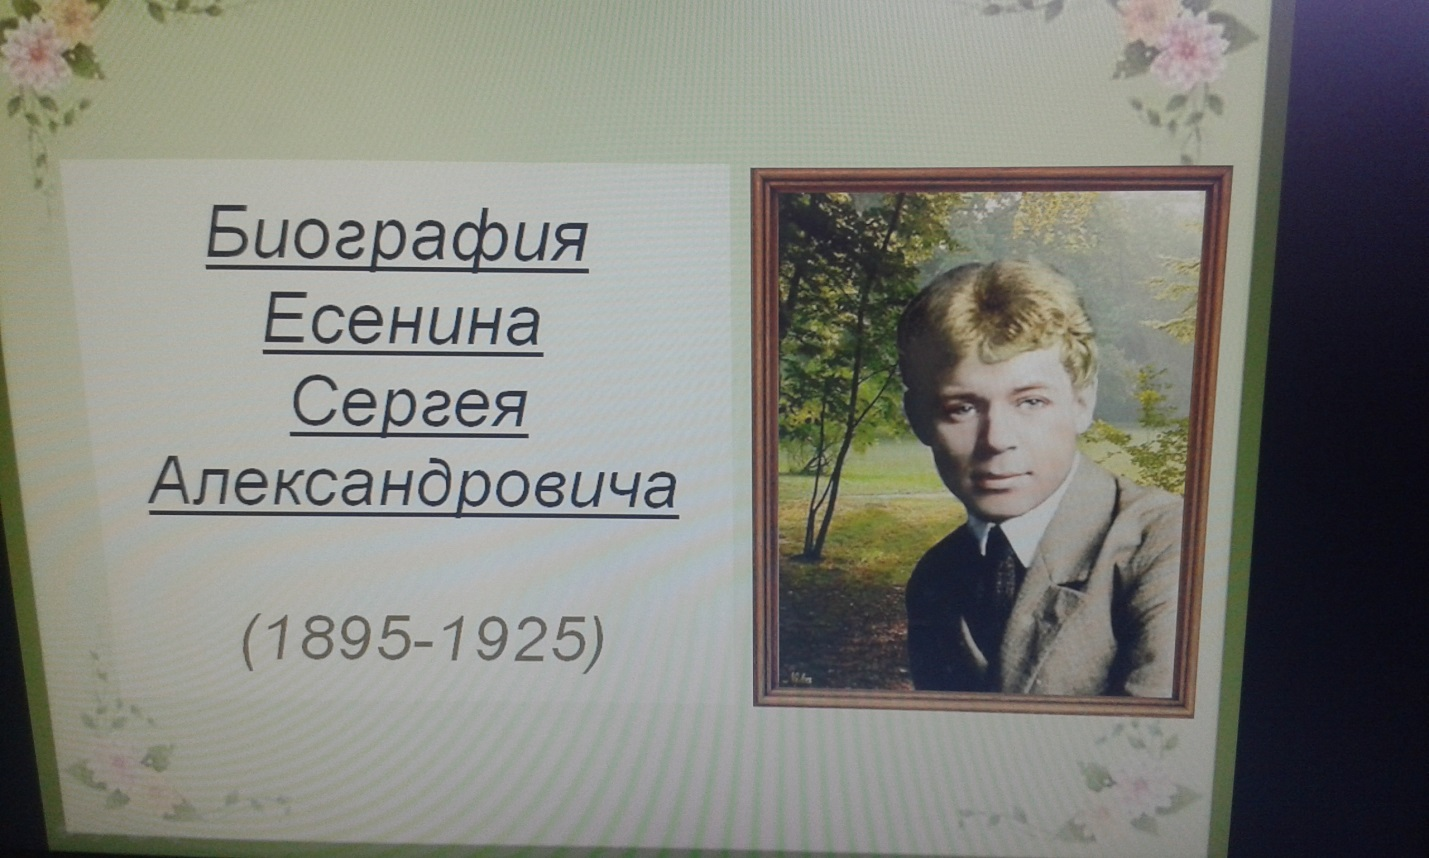 Биография
Есенина
Сергея
Александровича
(1895-1925)